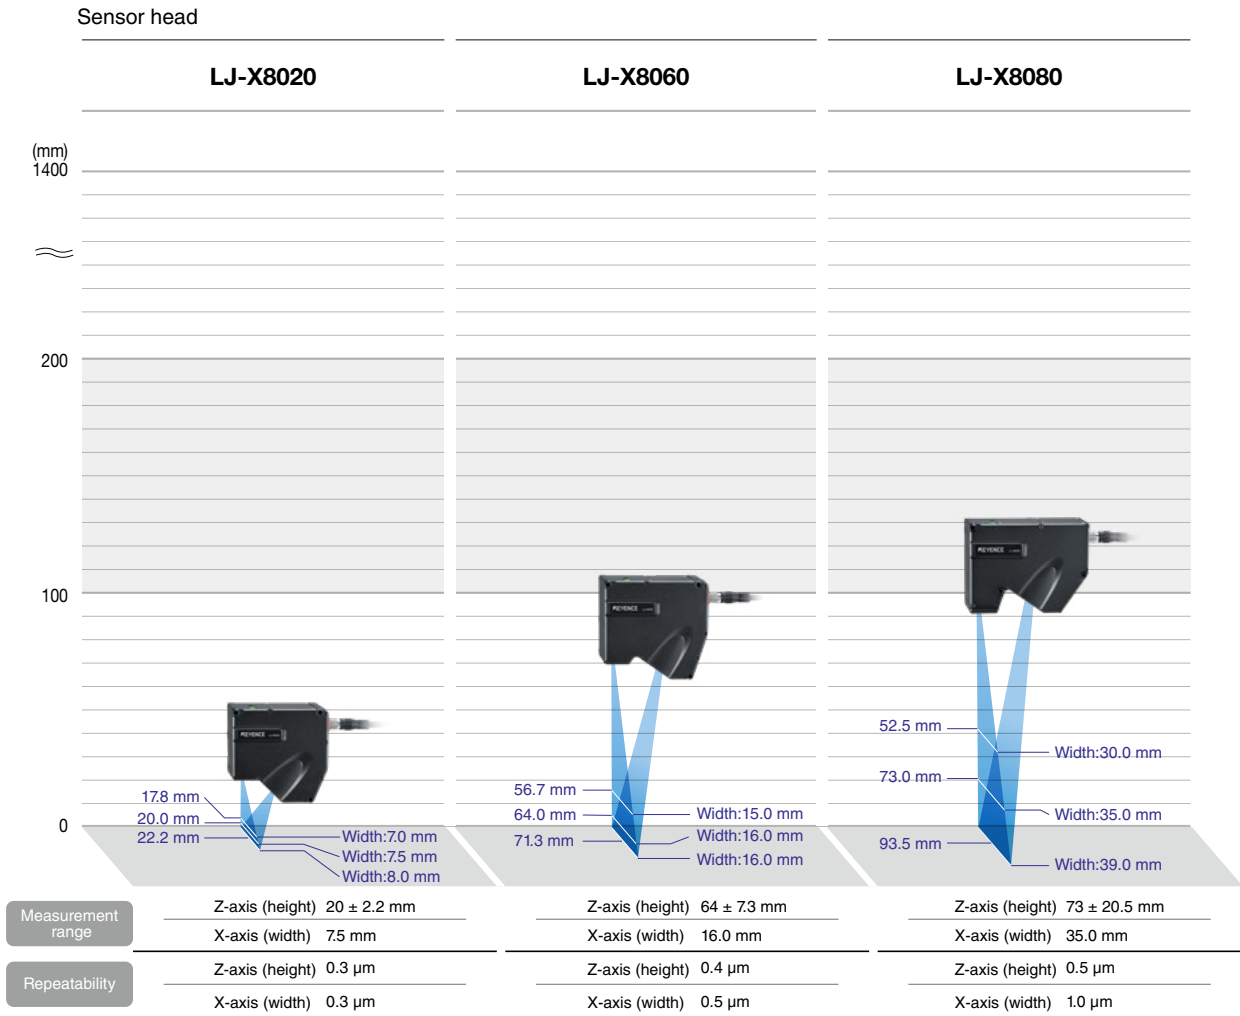 Sensor head
LJ-X8020 LJ-X8060 LJ-X8080
(mm)
1400
200
100
0
KEYENCE
17.8 mm
20.0 mm
22.2 mm
Width:7.0 mm
Width:7.5 mm
Width:8.0 mm
KEYENCE
56.7 mm
64.0 mm
71.3 mm
Width:15.0 mm
Width:16.0 mm
Width:16.0 mm
KEYENCE
52.5 mm
73.0 mm
93.5 mm
Width:30.0 mm
Width:35.0 mm
Width:39.0 mm
Measurement
range
Z-axis (height) 20 ± 2.2 mm Z-axis (height) 64 ± 7.3 mm Z-axis (height) 73 ± 20.5 mm
X-axis (width) 7.5 mm X-axis (width) 16.0 mm X-axis (width) 35.0 mm
Repeatability
Z-axis (height) 0.3 µm Z-axis (height) 0.4 µm Z-axis (height) 0.5 µm
X-axis (width) 0.3 µm X-axis (width) 0.5 µm X-axis (width) 1.0 µm